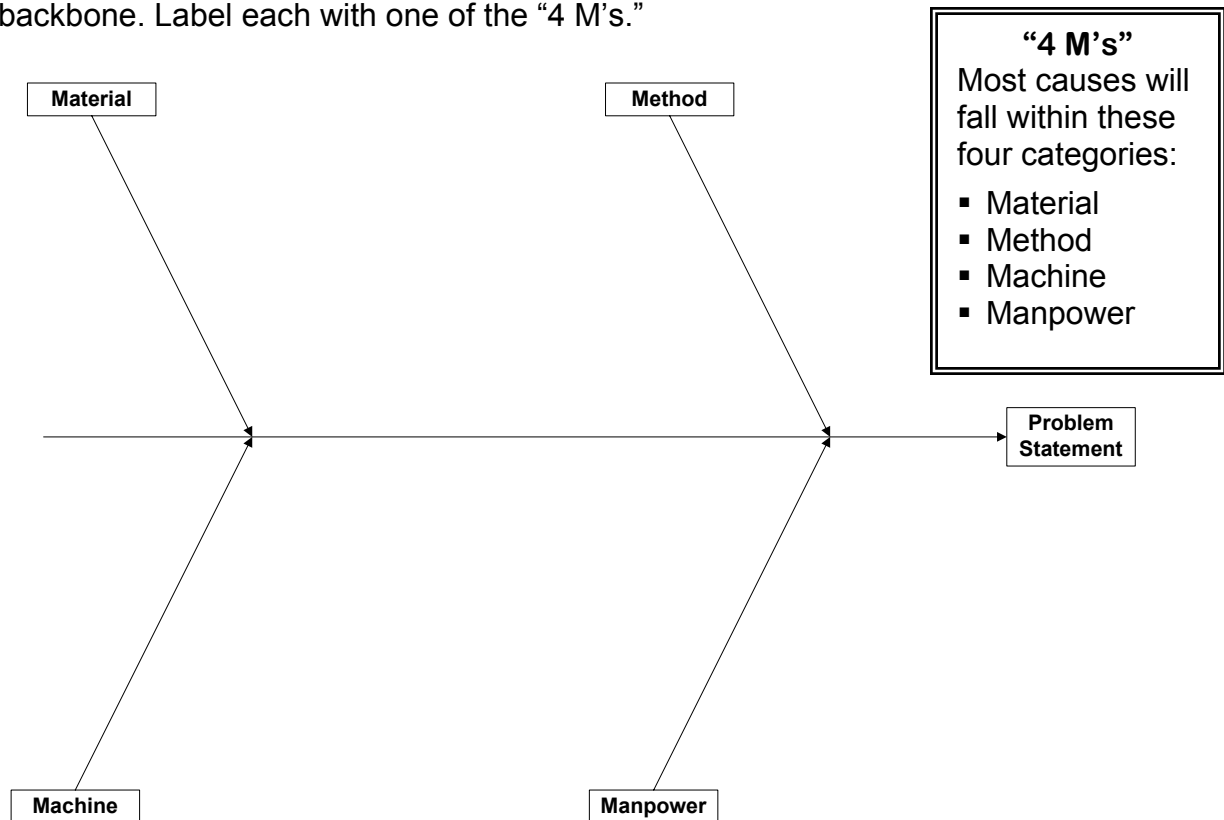 backbone. Label each with one of the “4 M’s.”
“4 M’s”
Most causes will
fall within these
four categories:
▪ Material
▪ Method
▪ Machine
▪ Manpower
Material
Method
Problem
Statement
Machine
Manpower